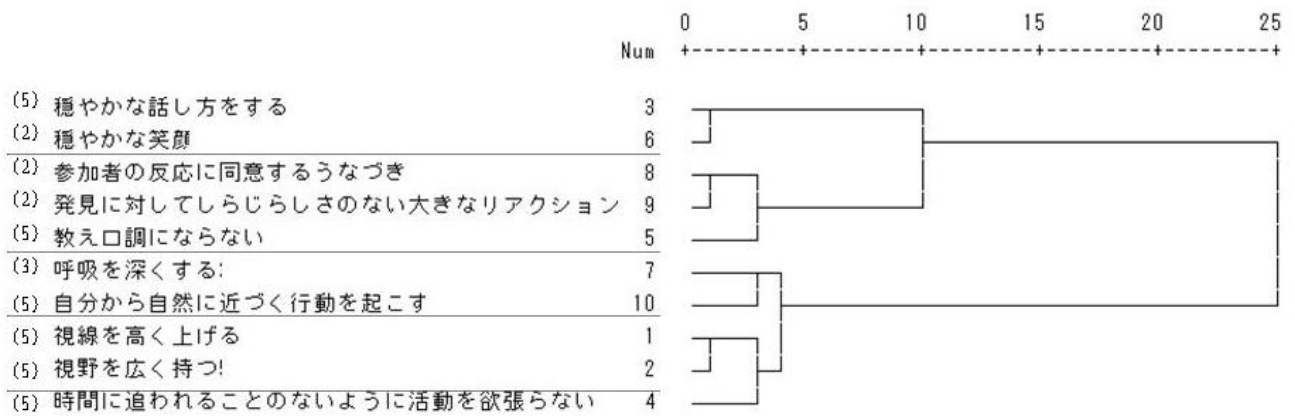 0 5 10 15 20 25
Num +---------+---------+---------+---------+---------+
(5) 穏やかな話し方をする 3
(2) 穏やかな笑顔 6
(2) 参加者の反応に同意するうなづき 8
(2) 発見に対してしらじらしさのない大きなリアクション 9
(5) 教え口調にならない 5
(3) 呼吸を深くする: 7
(5) 自分から自然に近づく行動を起こす 10
(5) 視線を高く上げる 1
(5) 視野を広く持つ! 2
(5) 時間に追われることのないように活動を欲張らない 4